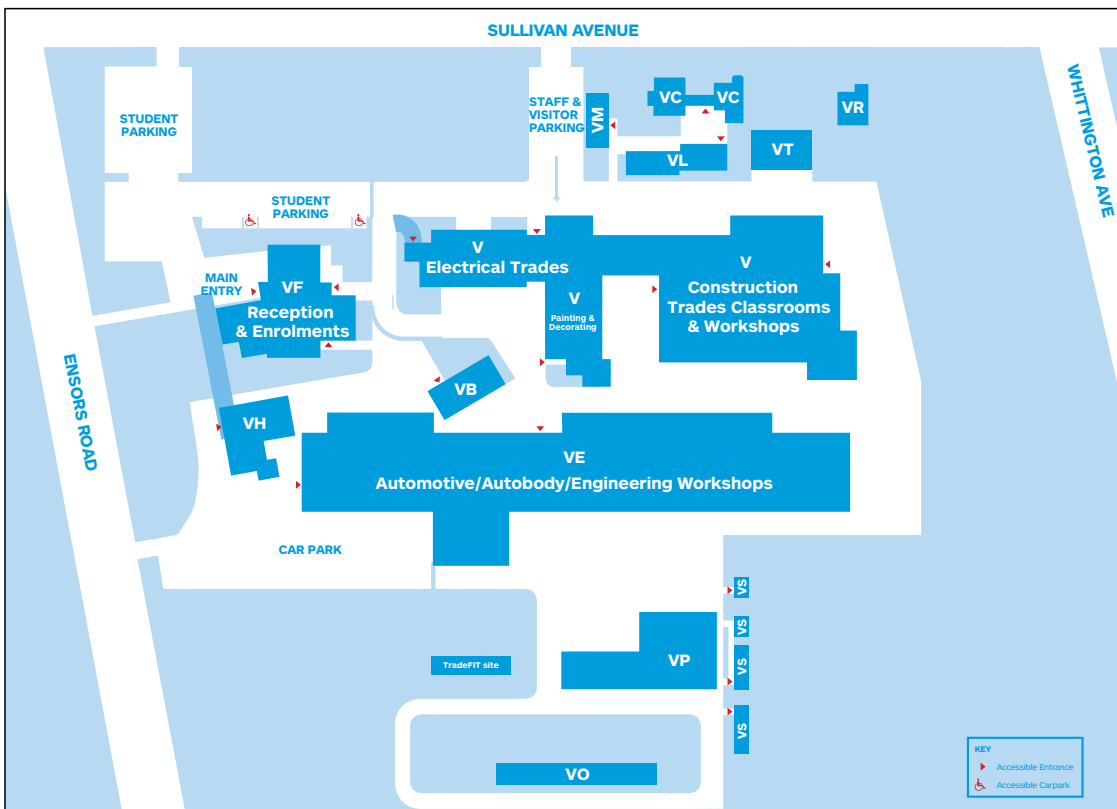 SULLIVAN AVENUE
WHITTINGTON AVE
ENSORS ROAD
STUDENT
PARKING
STAFF &
VISITOR
PARKING
VM
VC
VC
VR
VL
VT
STUDENT
PARKING
MAIN
ENTRY
VF
Reception
& Enrolments
V
Electrical Trades
V
Painting &
Decorating
V
Construction
Trades Classrooms
& Workshops
VB
VH
VE
Automotive/Autobody/Engineering Workshops
CAR PARK
VS
VS
VS
VS
VP
TradeFIT site
VO
KEY
Accessible Entrance
Accessible Carpark